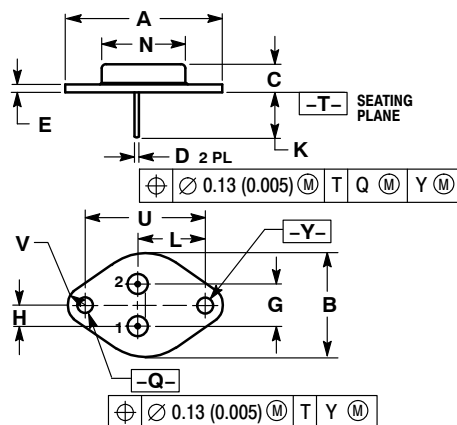 A
N
C
E
–T– SEATING PLANE
K
D 2 PL
⌖ ∅ 0.13 (0.005) Ⓜ T Q Ⓜ Y Ⓜ
U
V
L
–Y–
2
H
G
B
1
–Q–
⌖ ∅ 0.13 (0.005) Ⓜ T Y Ⓜ